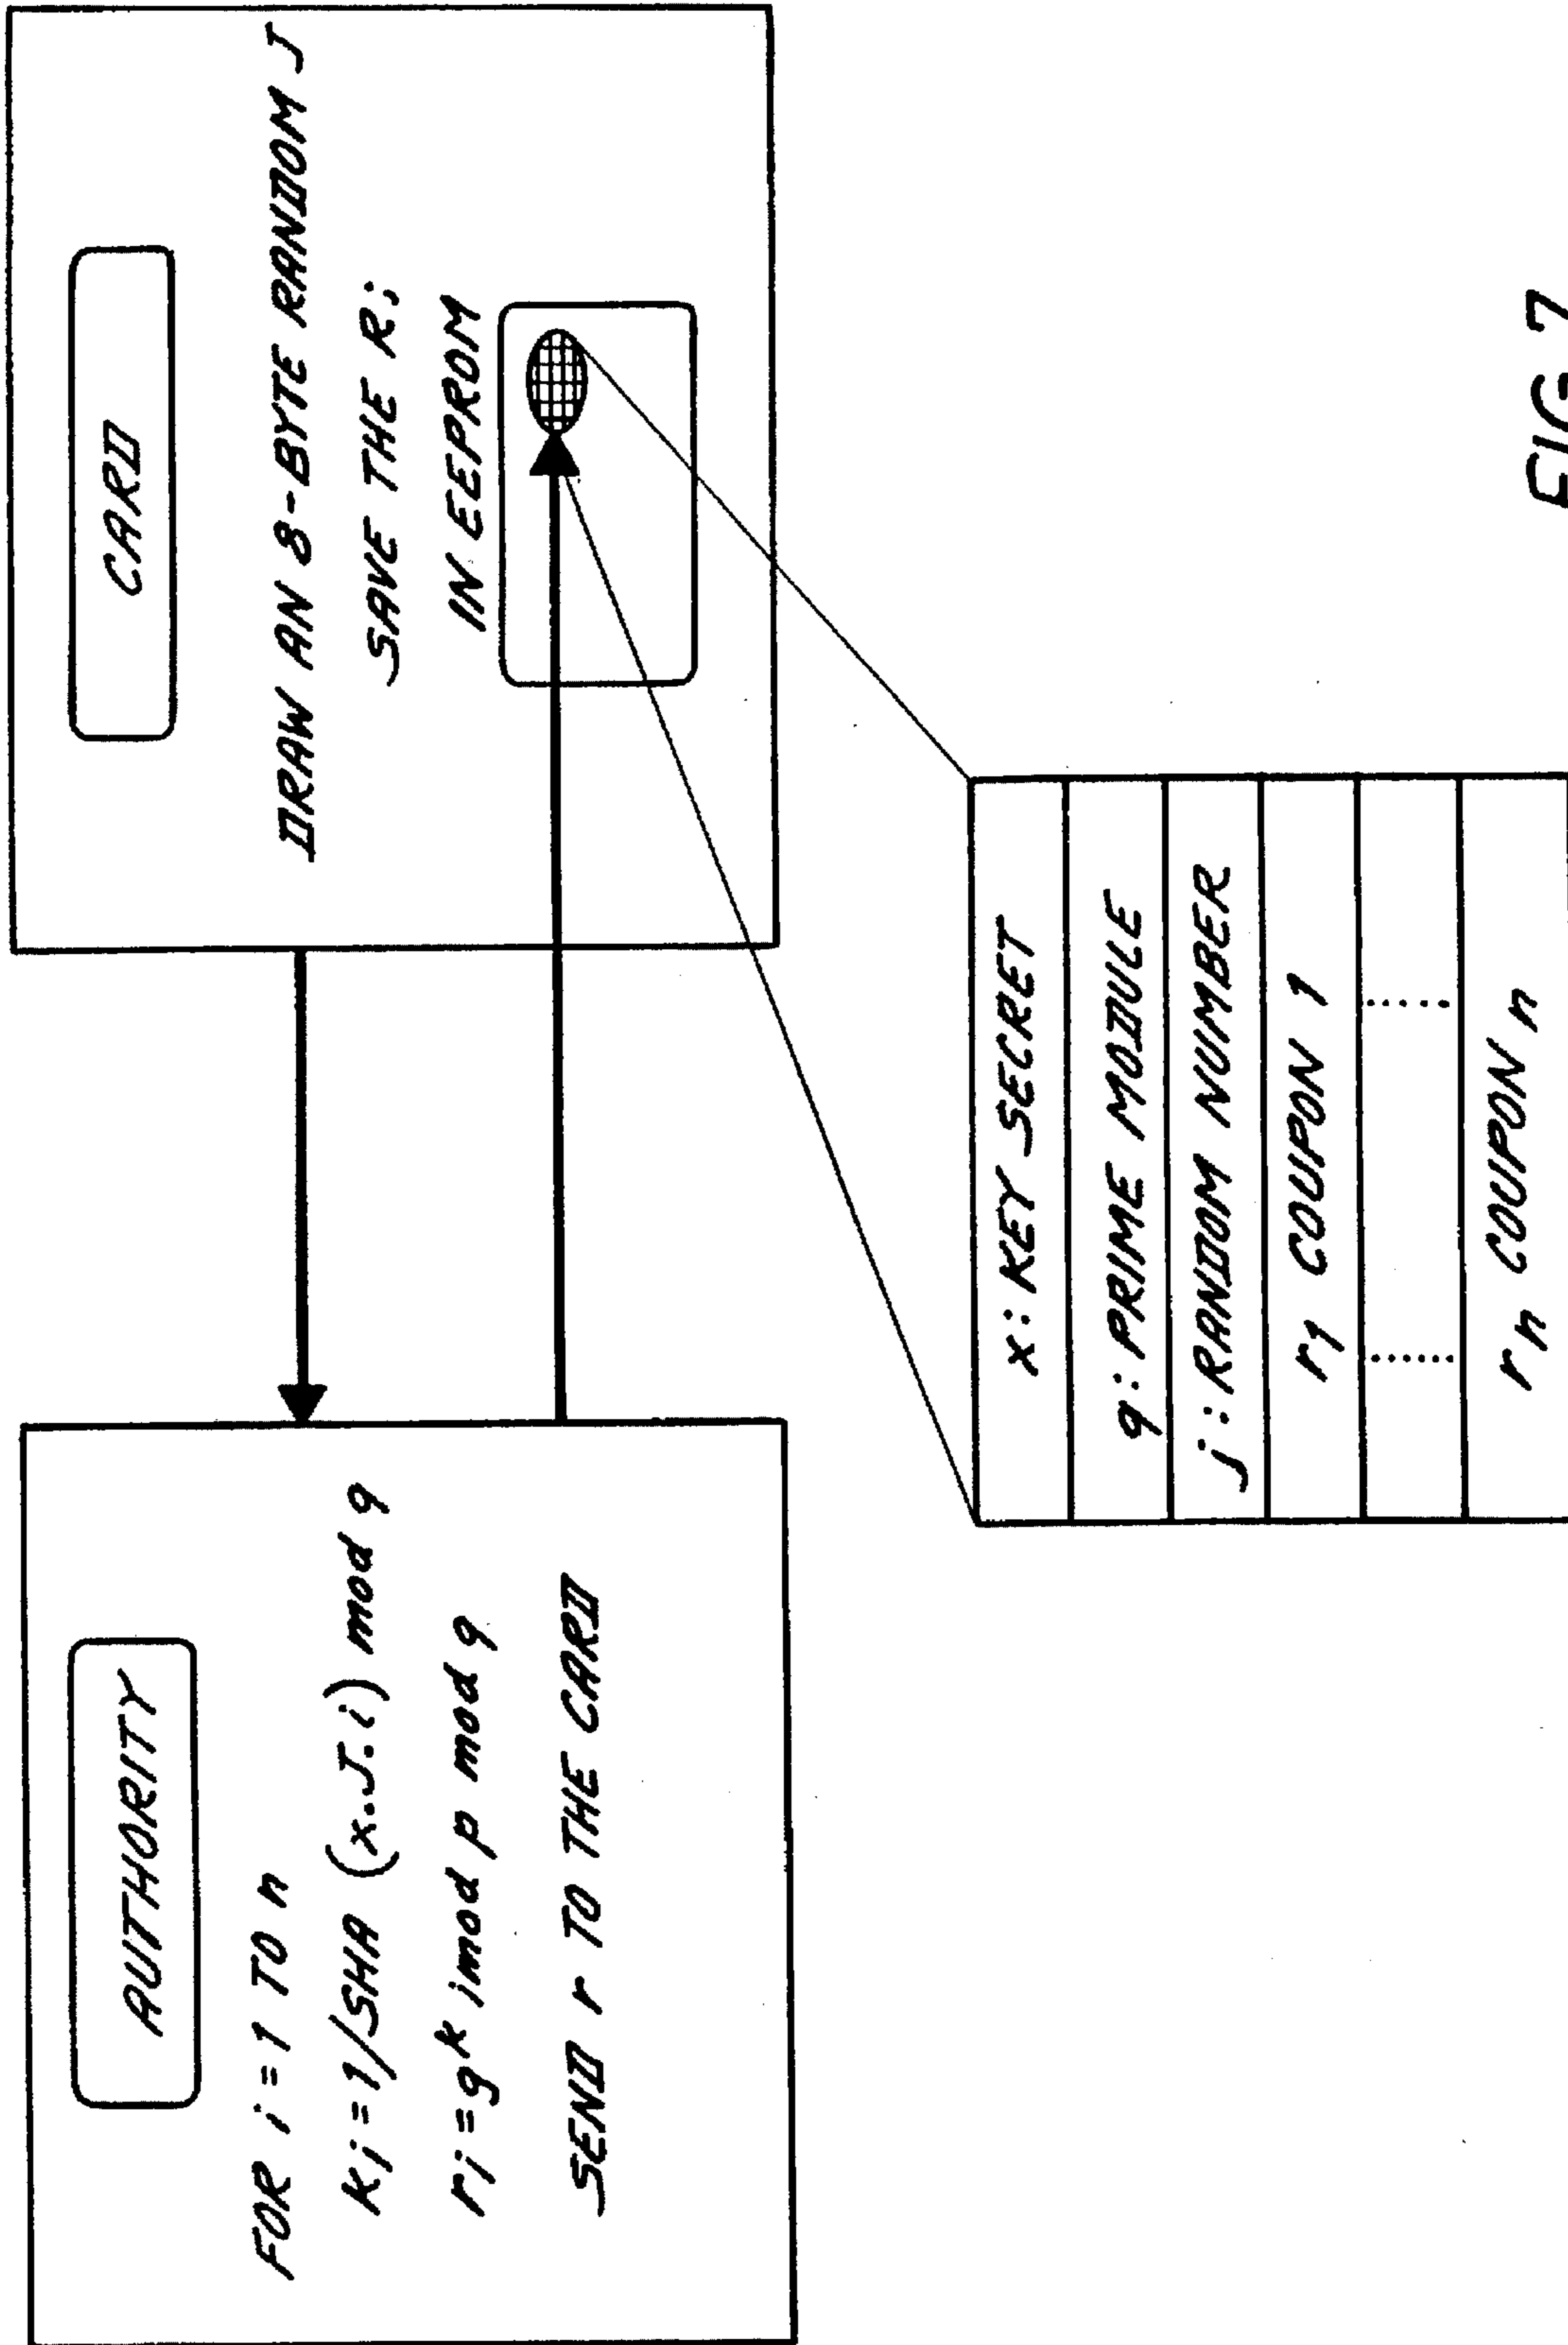 AUTHORITY
FOR i=1 TO n
Ki=1/SHA (x.J.i) mod q
ri=g^k imod p mod q
SEND r TO THE CARD
CARD
DRAW AN 8-BYTE RANDOM J
SAVE THE Ri
IN EEPROM
x: KEY SECRET
q: PRIME MODULE
j: RANDOM NUMBER
r1 COUPON 1
rn COUPON n
FIG.7